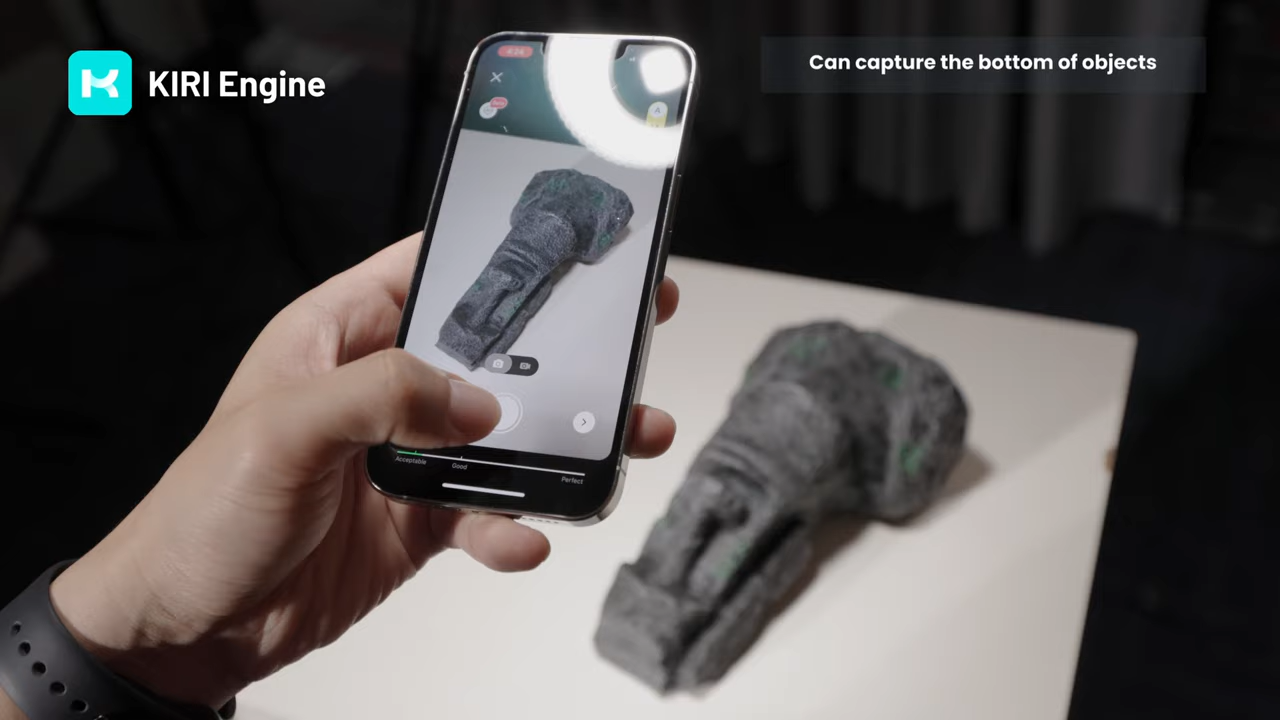 KIRI Engine
Can capture the bottom of objects
Acceptable
Good
Perfect